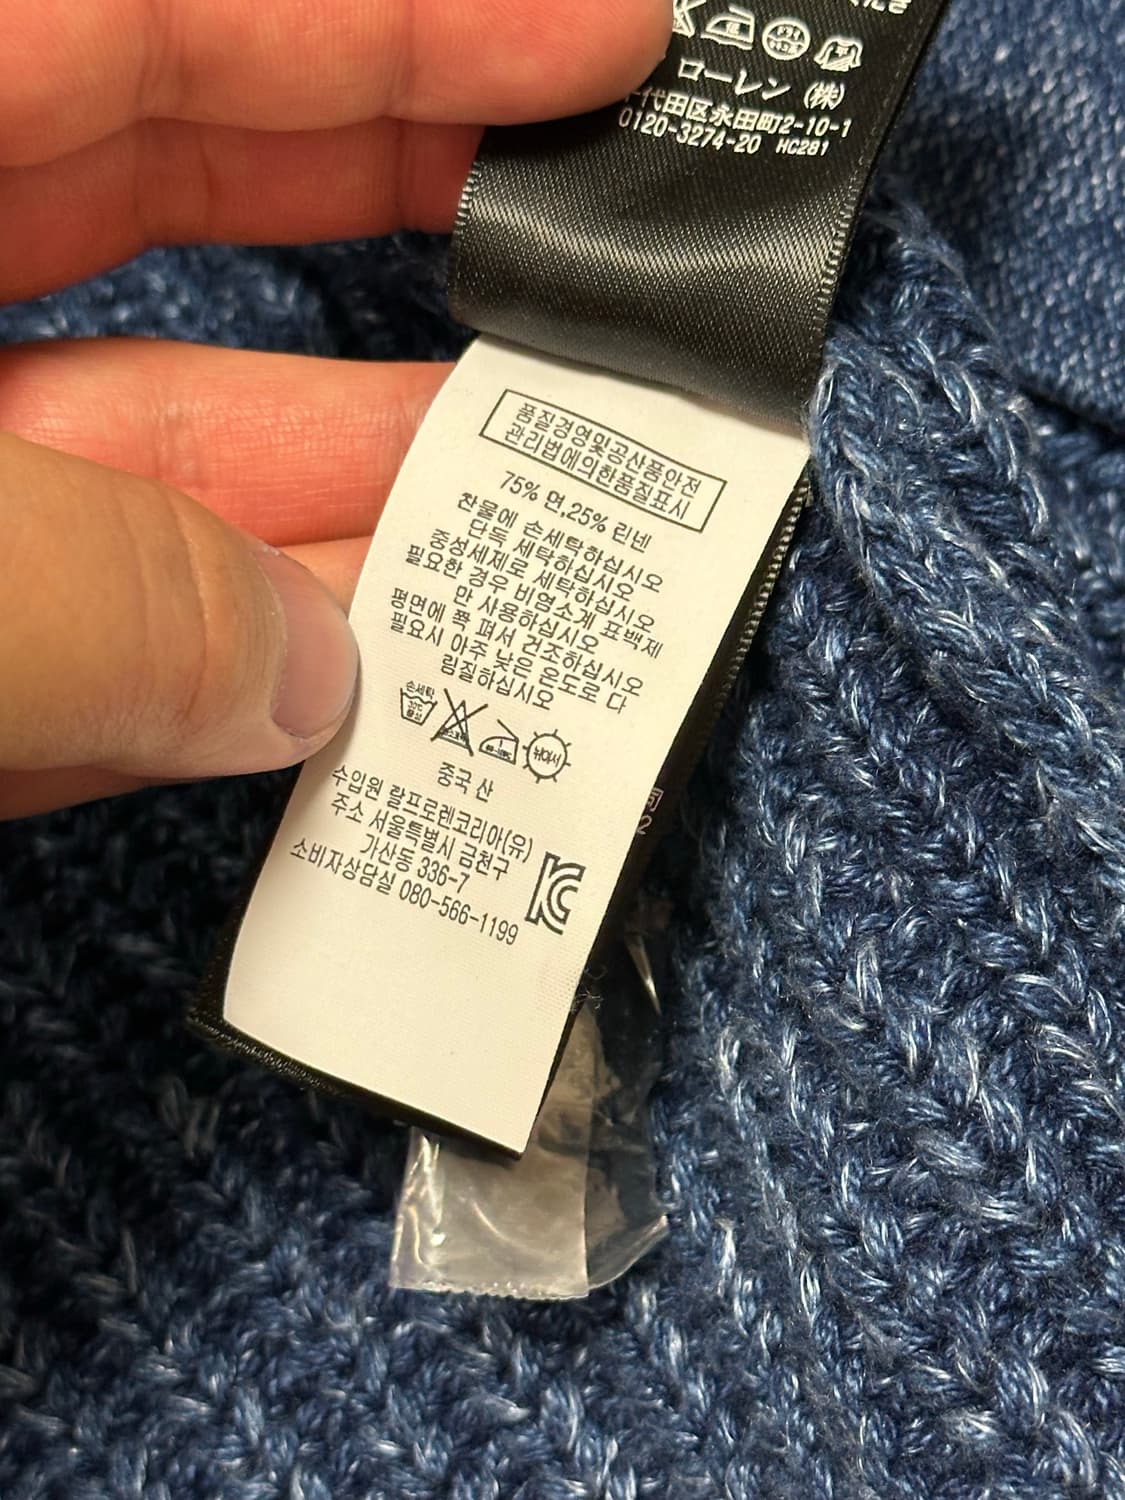 ローレン (株)
代田区永田町2-10-1
0120-3274-20 HC281
품질경영및공산품안전
관리법에의한품질표시
75% 면,25% 린넨
찬물에 손세탁하십시오
단독 세탁하십시오
중성세제로 세탁하십시오
필요한 경우 비염소계 표백제
만 사용하십시오
평면에 쭉 펴서 건조하십시오
필요시 아주 낮은 온도로 다
림질하십시오
손세탁
뉘어서
중국 산
수입원 랄프로렌코리아(유)
주소 서울특별시 금천구
가산동 336-7
소비자상담실 080-566-1199